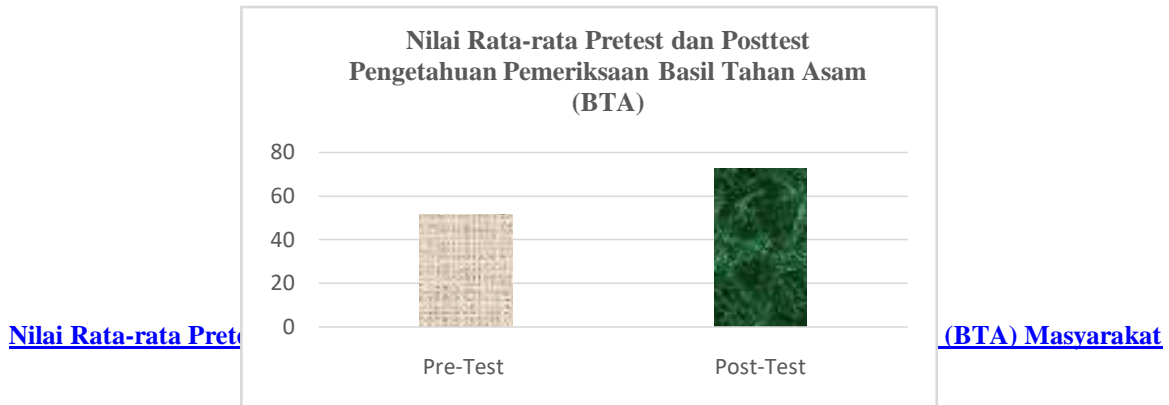 Nilai Rata-rata Pretest dan Posttest
Pengetahuan Pemeriksaan Basil Tahan Asam
(BTA)
80
60
40
20
0
Nilai Rata-rata (BTA) Masyarakat
Pre-Test Post-Test